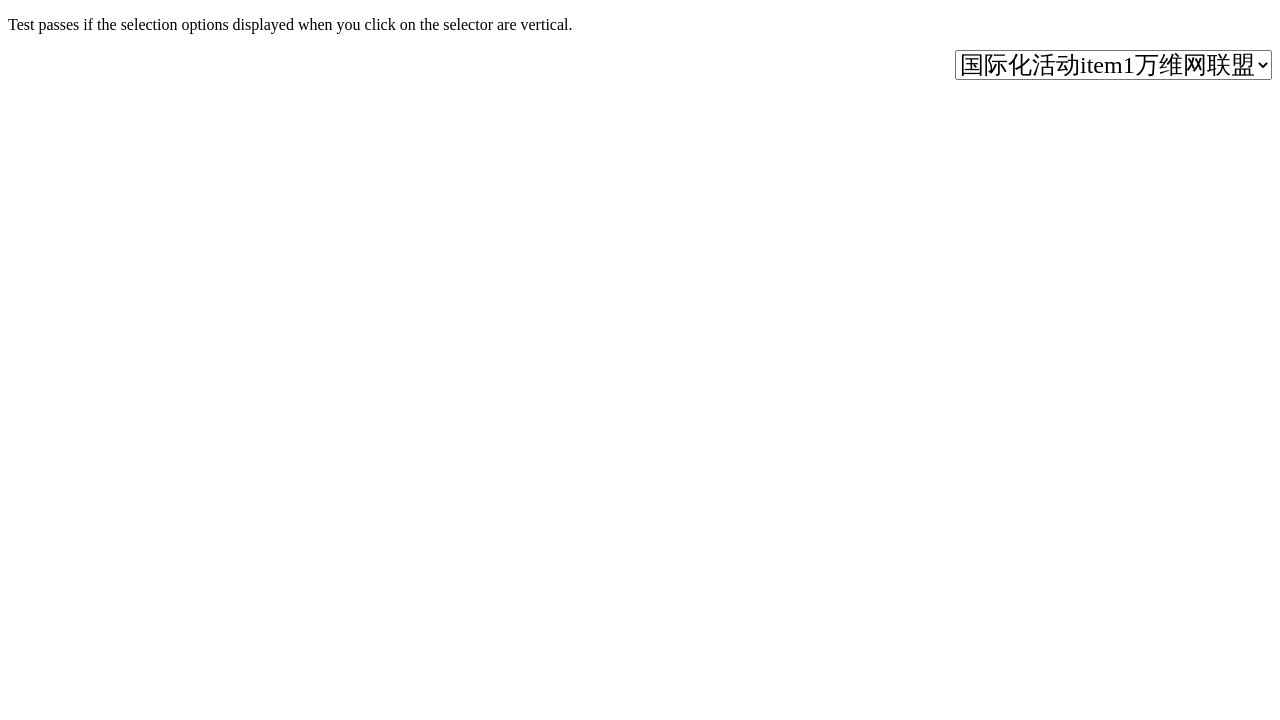 Test passes if the selection options displayed when you click on the selector are vertical.
国际化活动item1万维网联盟